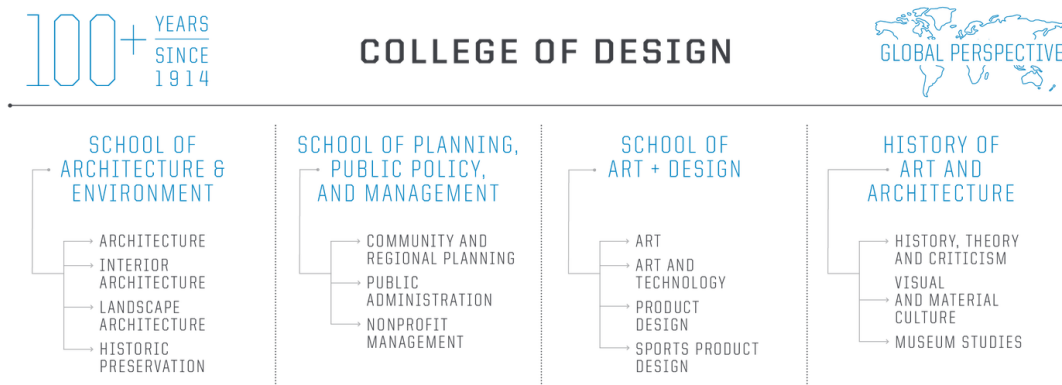 100+
YEARS
SINCE
1914
COLLEGE OF DESIGN
GLOBAL PERSPECTIVE
SCHOOL OF
ARCHITECTURE &
ENVIRONMENT
ARCHITECTURE
INTERIOR
ARCHITECTURE
LANDSCAPE
ARCHITECTURE
HISTORIC
PRESERVATION
SCHOOL OF PLANNING,
PUBLIC POLICY,
AND MANAGEMENT
COMMUNITY AND
REGIONAL PLANNING
PUBLIC
ADMINISTRATION
NONPROFIT
MANAGEMENT
SCHOOL OF
ART + DESIGN
ART
ART AND
TECHNOLOGY
PRODUCT
DESIGN
SPORTS PRODUCT
DESIGN
HISTORY OF
ART AND
ARCHITECTURE
HISTORY, THEORY
AND CRITICISM
VISUAL
AND MATERIAL
CULTURE
MUSEUM STUDIES